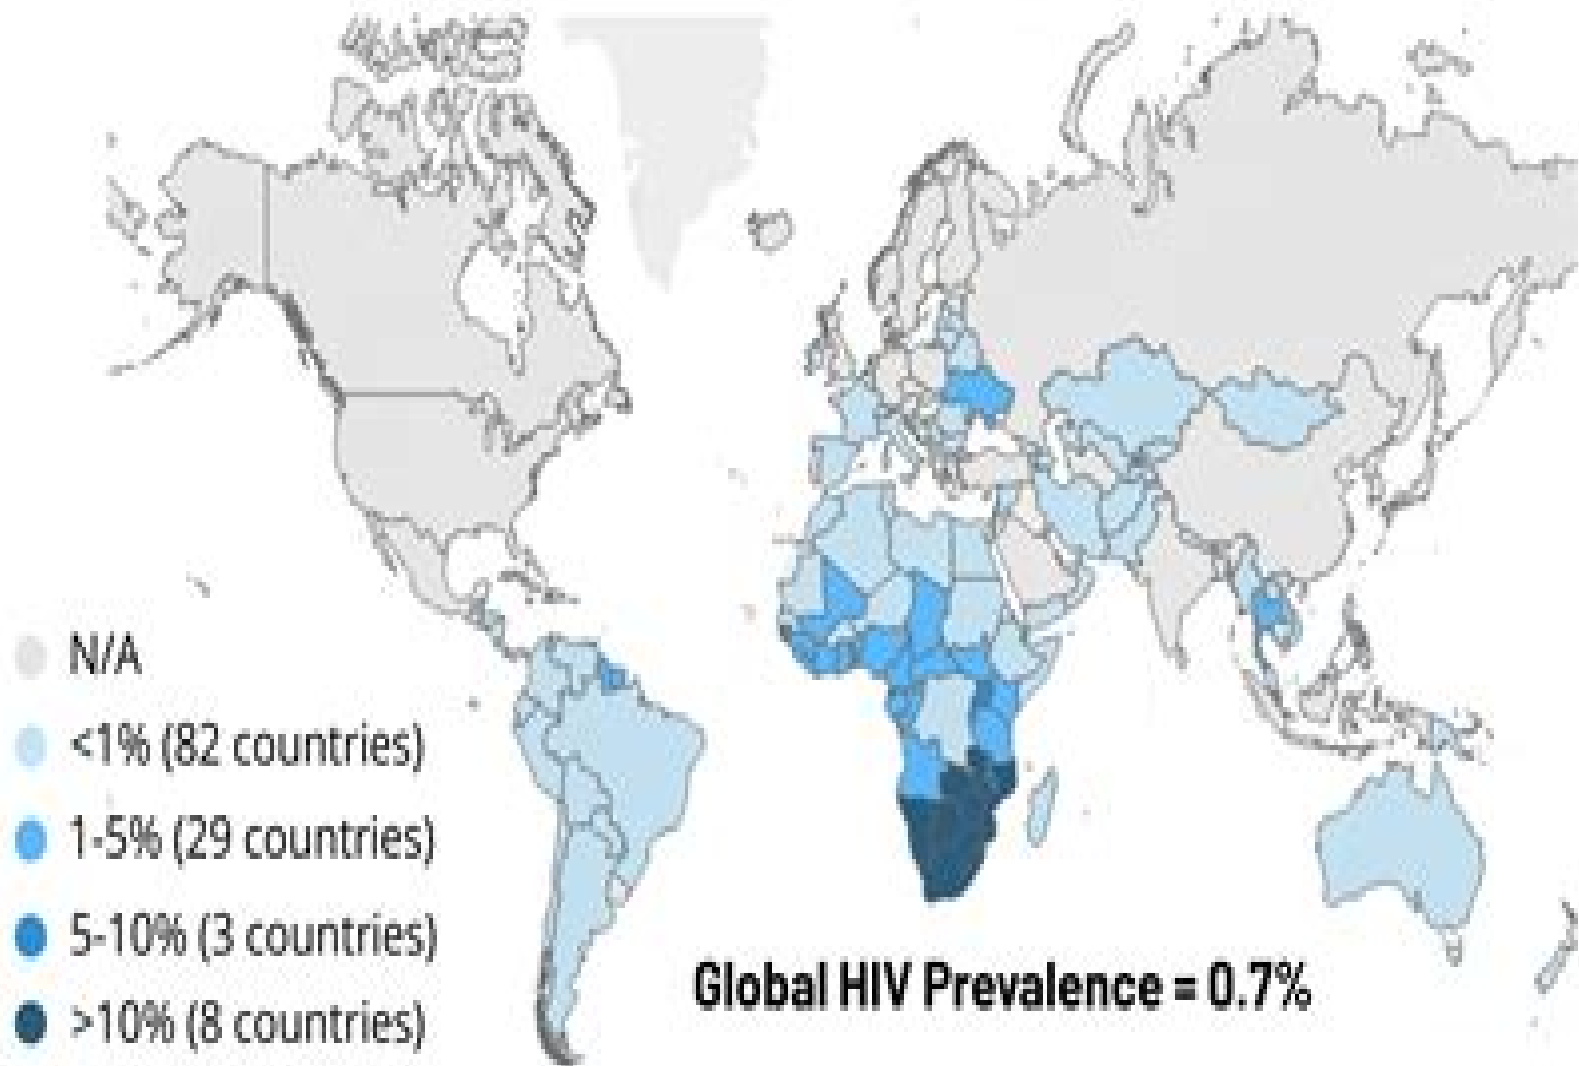 N/A
<1% (82 countries)
1-5% (29 countries)
5-10% (3 countries)
>10% (8 countries)
Global HIV Prevalence = 0.7%